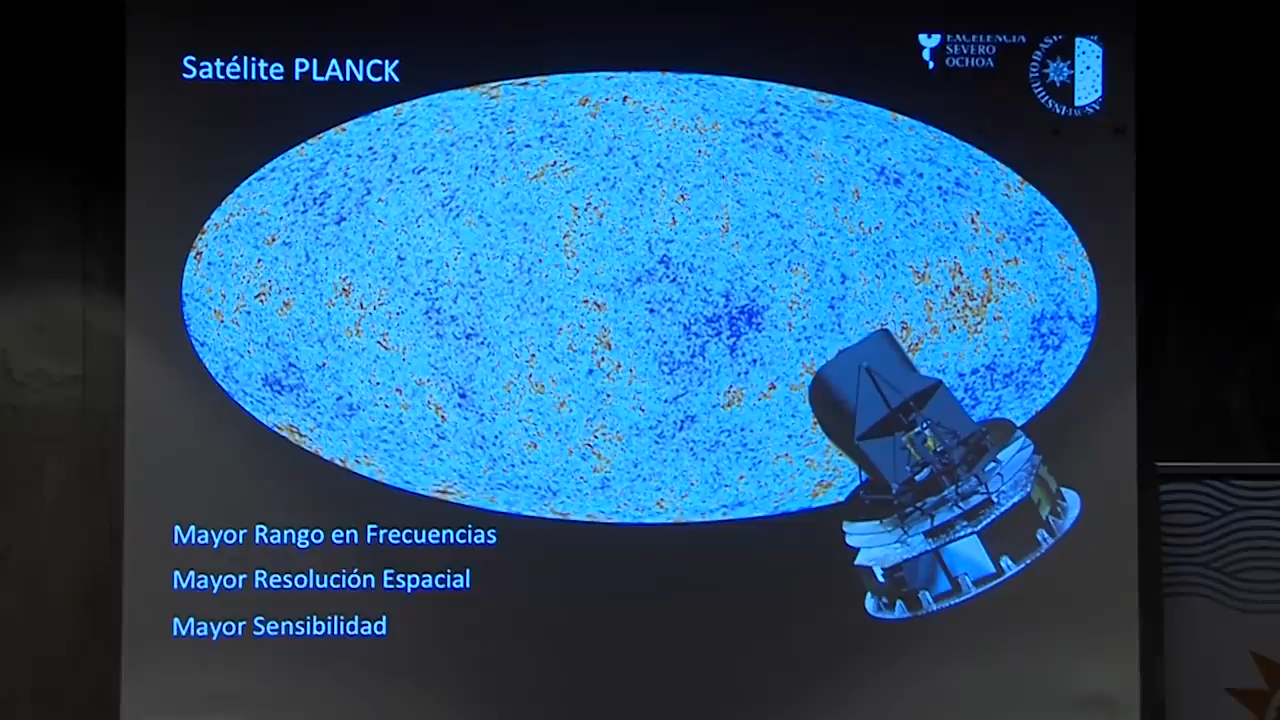 Satélite PLANCK
EXCELENCIA
SEVERO
OCHOA
Mayor Rango en Frecuencias
Mayor Resolución Espacial
Mayor Sensibilidad